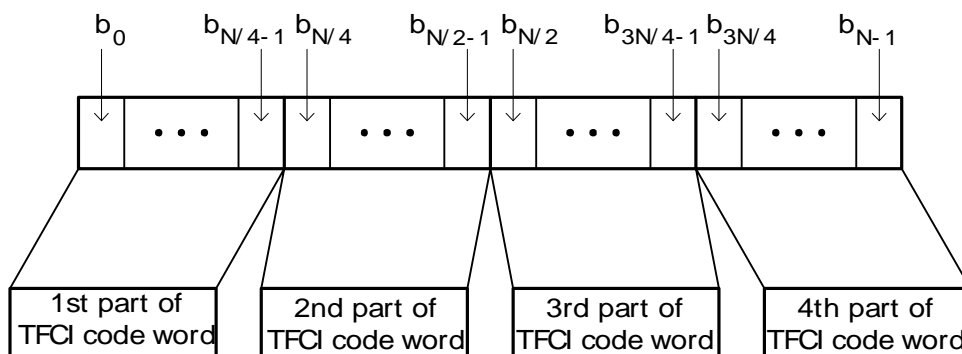 b0 bN/4-1 bN/4 bN/2-1 bN/2 b3N/4-1 b3N/4 bN-1
1st part of
TFCI code word
2nd part of
TFCI code word
3rd part of
TFCI code word
4th part of
TFCI code word